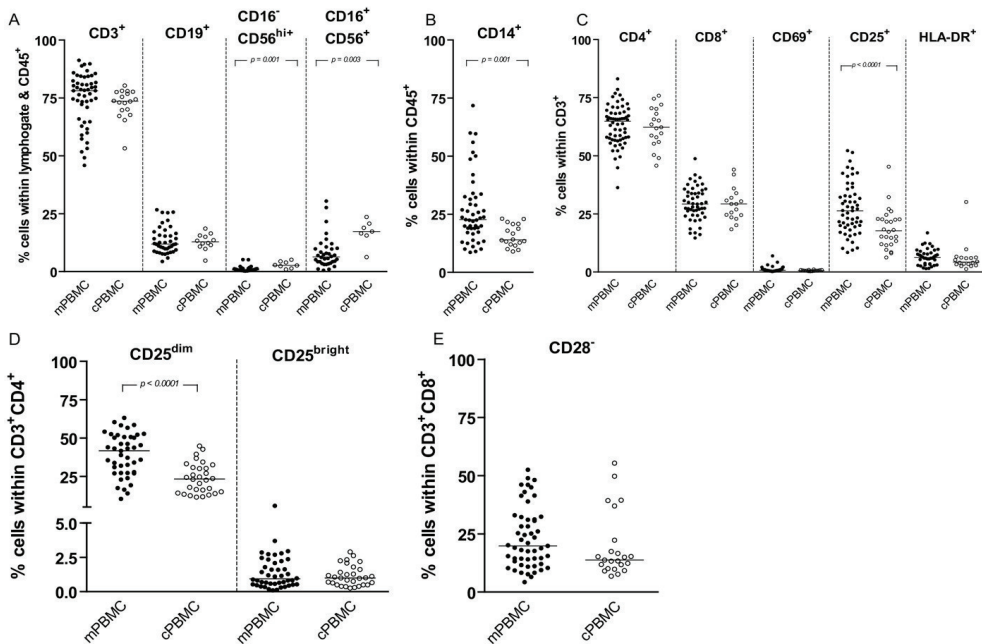 A
CD3+
CD19+
CD16-
CD56hi+
CD16+
CD56+
p = 0.001
p = 0.003
% cells within lymphogate & CD45+
100
75
50
25
0
mPBMC
cPBMC
mPBMC
cPBMC
mPBMC
cPBMC
mPBMC
cPBMC
B
CD14+
p = 0.001
% cells within CD45+
100
75
50
25
0
mPBMC
cPBMC
C
CD4+
CD8+
CD69+
CD25+
HLA-DR+
p < 0.0001
% cells within CD3+
100
75
50
25
0
mPBMC
cPBMC
mPBMC
cPBMC
mPBMC
cPBMC
mPBMC
cPBMC
mPBMC
cPBMC
D
CD25dim
CD25bright
p < 0.0001
% cells within CD3+CD4+
100
75
50
25
5.0
2.5
0.0
mPBMC
cPBMC
mPBMC
cPBMC
E
CD28-
% cells within CD3+CD8+
100
75
50
25
0
mPBMC
cPBMC